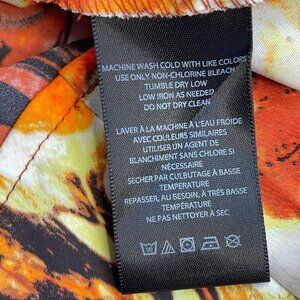 MACHINE WASH COLD WITH LIKE COLORS
USE ONLY NON-CHLORINE BLEACH
TUMBLE DRY LOW
LOW IRON AS NEEDED
DO NOT DRY CLEAN
LAVER À LA MACHINE À L'EAU FROIDE
AVEC COULEURS SIMILAIRES
UTILISER UN AGENT DE
BLANCHIMENT SANS CHLORE SI
NÉCESSAIRE
SECHER PAR CULBUTAGE À BASSE
TEMPERATURE
REPASSER, AU BESOIN, À TRÈS BASSE
TEMPÉRATURE
NE PAS NETTOYER À SEC